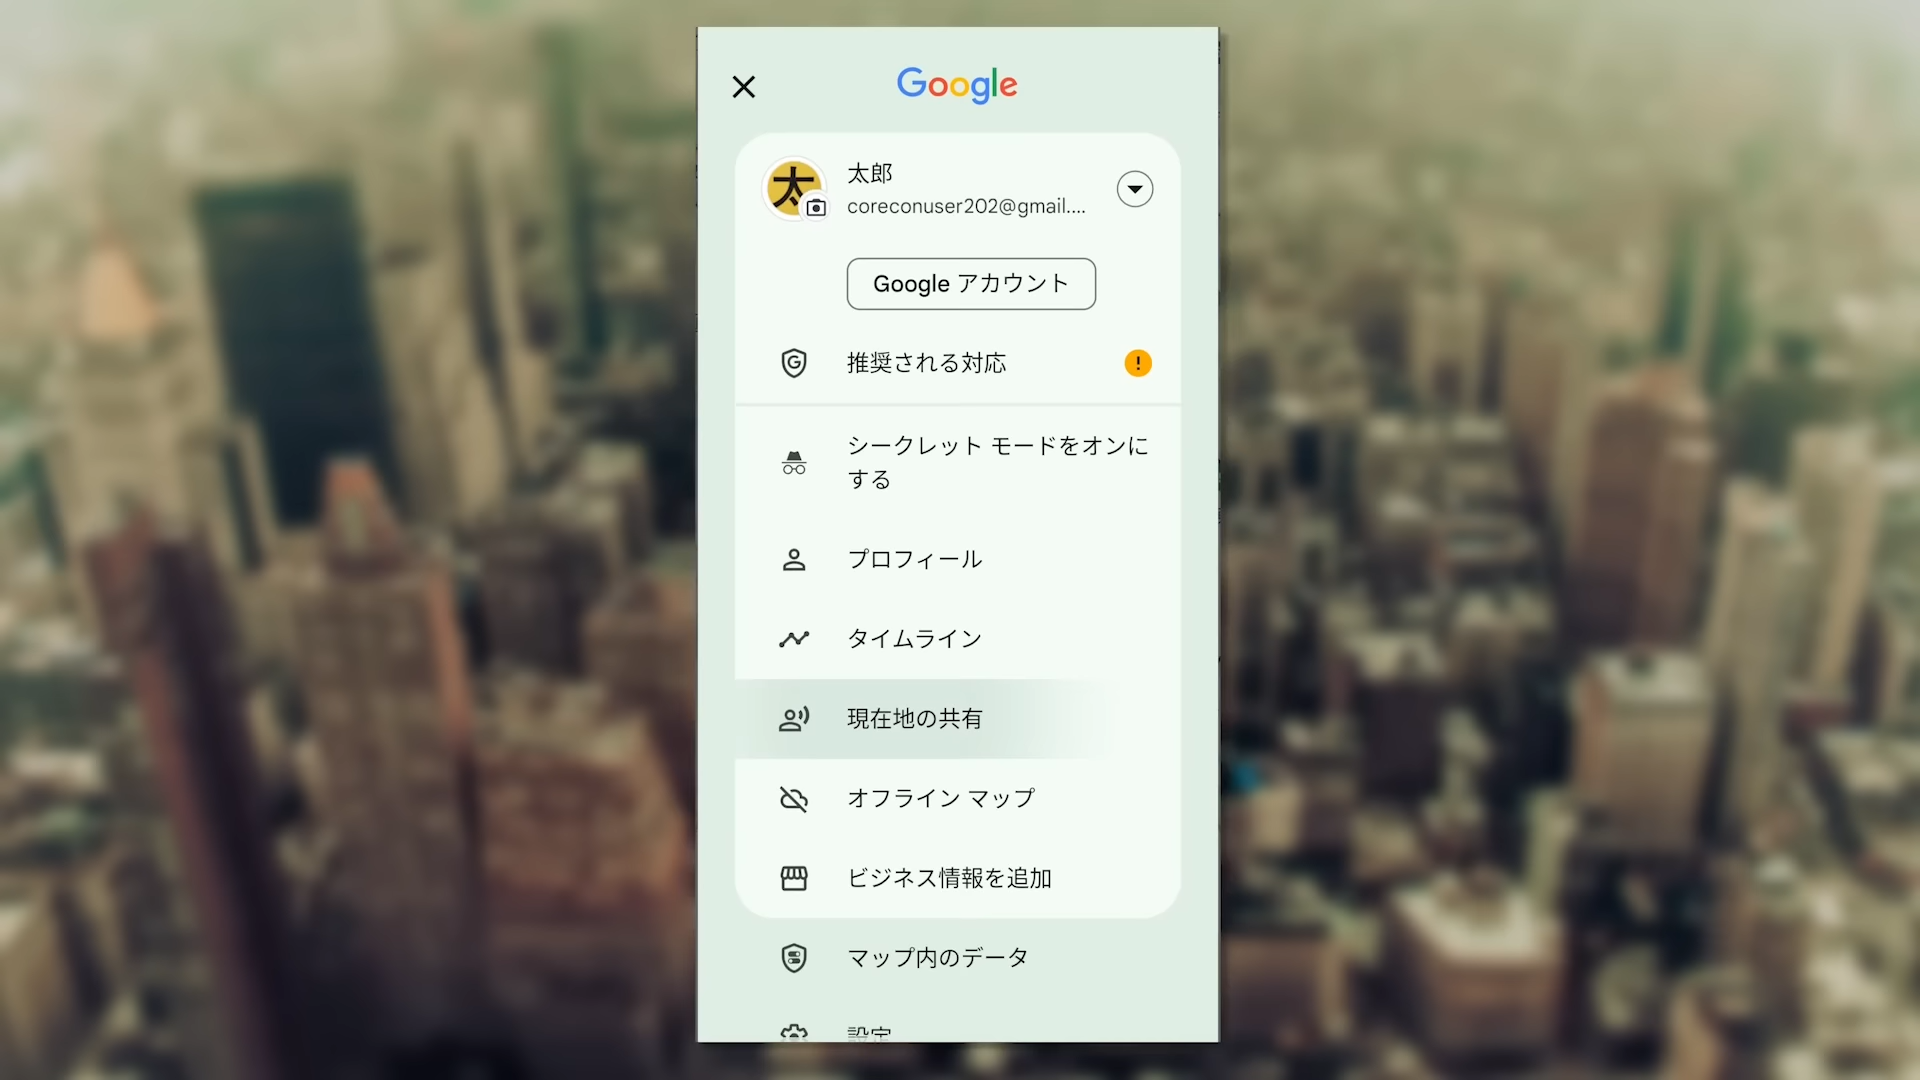 Google
太
太郎
coreconuser202@gmail....
Google アカウント
推奨される対応
!
シークレット モードをオンに
する
プロフィール
タイムライン
現在地の共有
オフライン マップ
ビジネス情報を追加
マップ内のデータ
設定